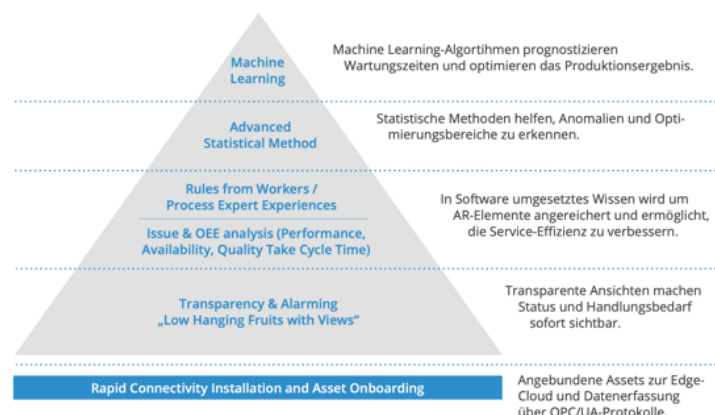 Machine
Learning
Machine Learning-Algortihmen prognostizieren
Wartungszeiten und optimieren das Produktionsergebnis.
Advanced
Statistical Method
Statistische Methoden helfen, Anomalien und Opti-
mierungsbereiche zu erkennen.
Rules from Workers /
Process Expert Experiences
Issue & OEE analysis (Performance,
Availability, Quality Take Cycle Time)
In Software umgesetztes Wissen wird um
AR-Elemente angereichert und ermöglicht,
die Service-Effizienz zu verbessern.
Transparency & Alarming
„Low Hanging Fruits with Views“
Transparente Ansichten machen
Status und Handlungsbedarf
sofort sichtbar.
Rapid Connectivity Installation and Asset Onboarding
Angebundene Assets zur Edge-
Cloud und Datenerfassung
über OPC/UA-Protokolle.